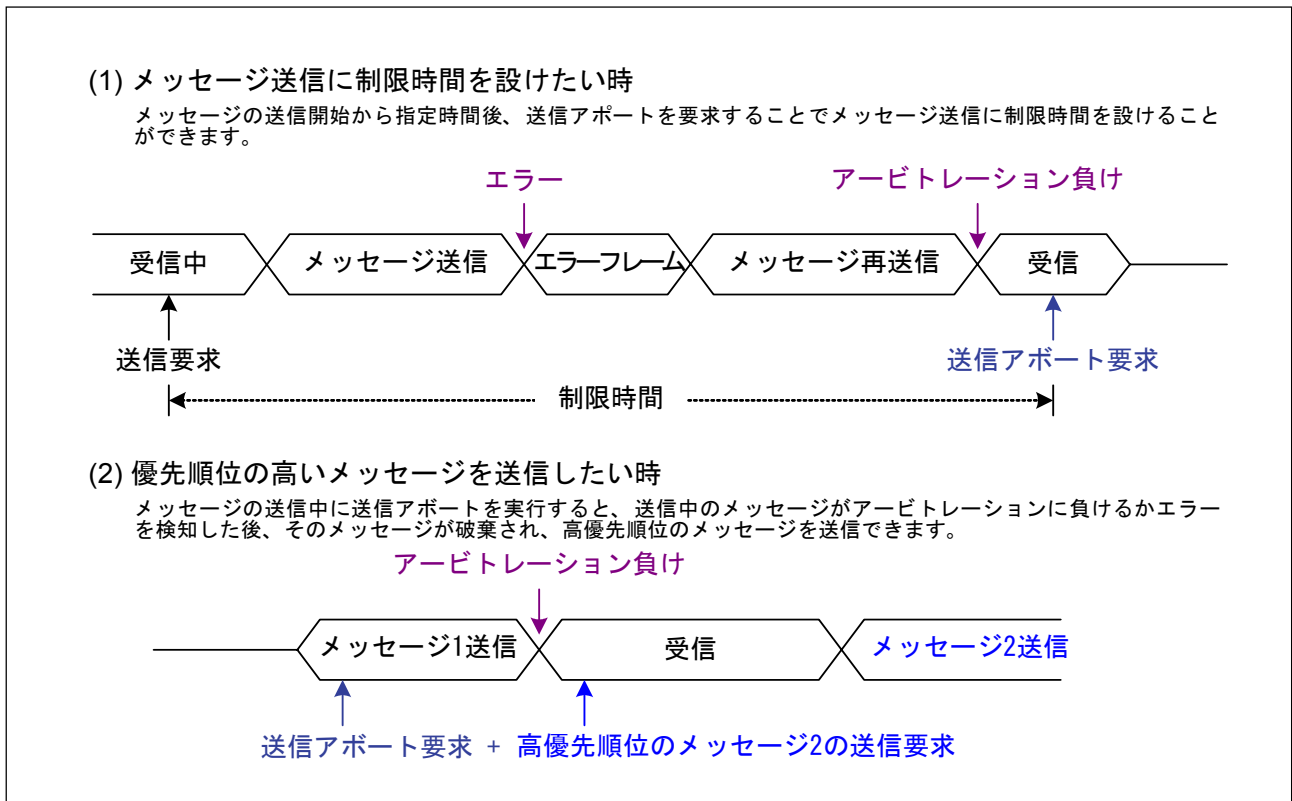 (1) メッセージ送信に制限時間を設けたい時
メッセージの送信開始から指定時間後、送信アポートを要求することでメッセージ送信に制限時間を設けること
ができます。
エラー
アービトレーション負け
受信中
メッセージ送信
エラーフレーム
メッセージ再送信
受信
送信要求
送信アボート要求
制限時間
(2) 優先順位の高いメッセージを送信したい時
メッセージの送信中に送信アボートを実行すると、送信中のメッセージがアービトレーションに負けるかエラー
を検知した後、そのメッセージが破棄され、高優先順位のメッセージを送信できます。
アービトレーション負け
メッセージ1送信
受信
メッセージ2送信
送信アボート要求 + 高優先順位のメッセージ2の送信要求